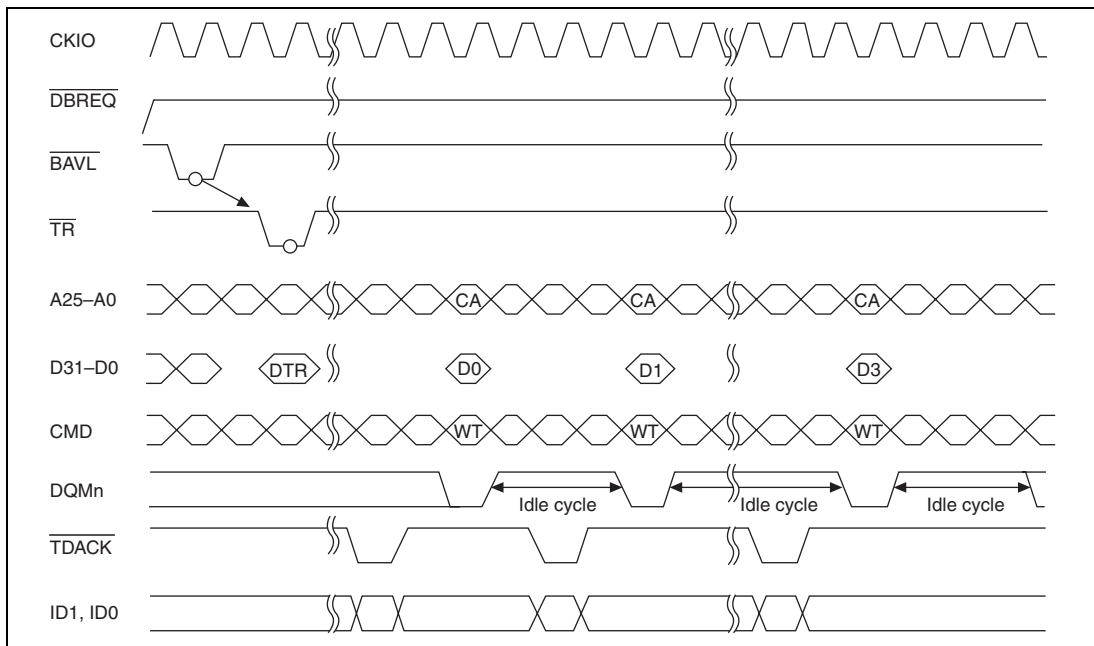 CKIO
DBREQ
BAVL
TR
A25–A0 CA CA CA
D31–D0 DTR D0 D1 D3
CMD WT WT WT
DQMn Idle cycle Idle cycle Idle cycle
TDACK
ID1, ID0